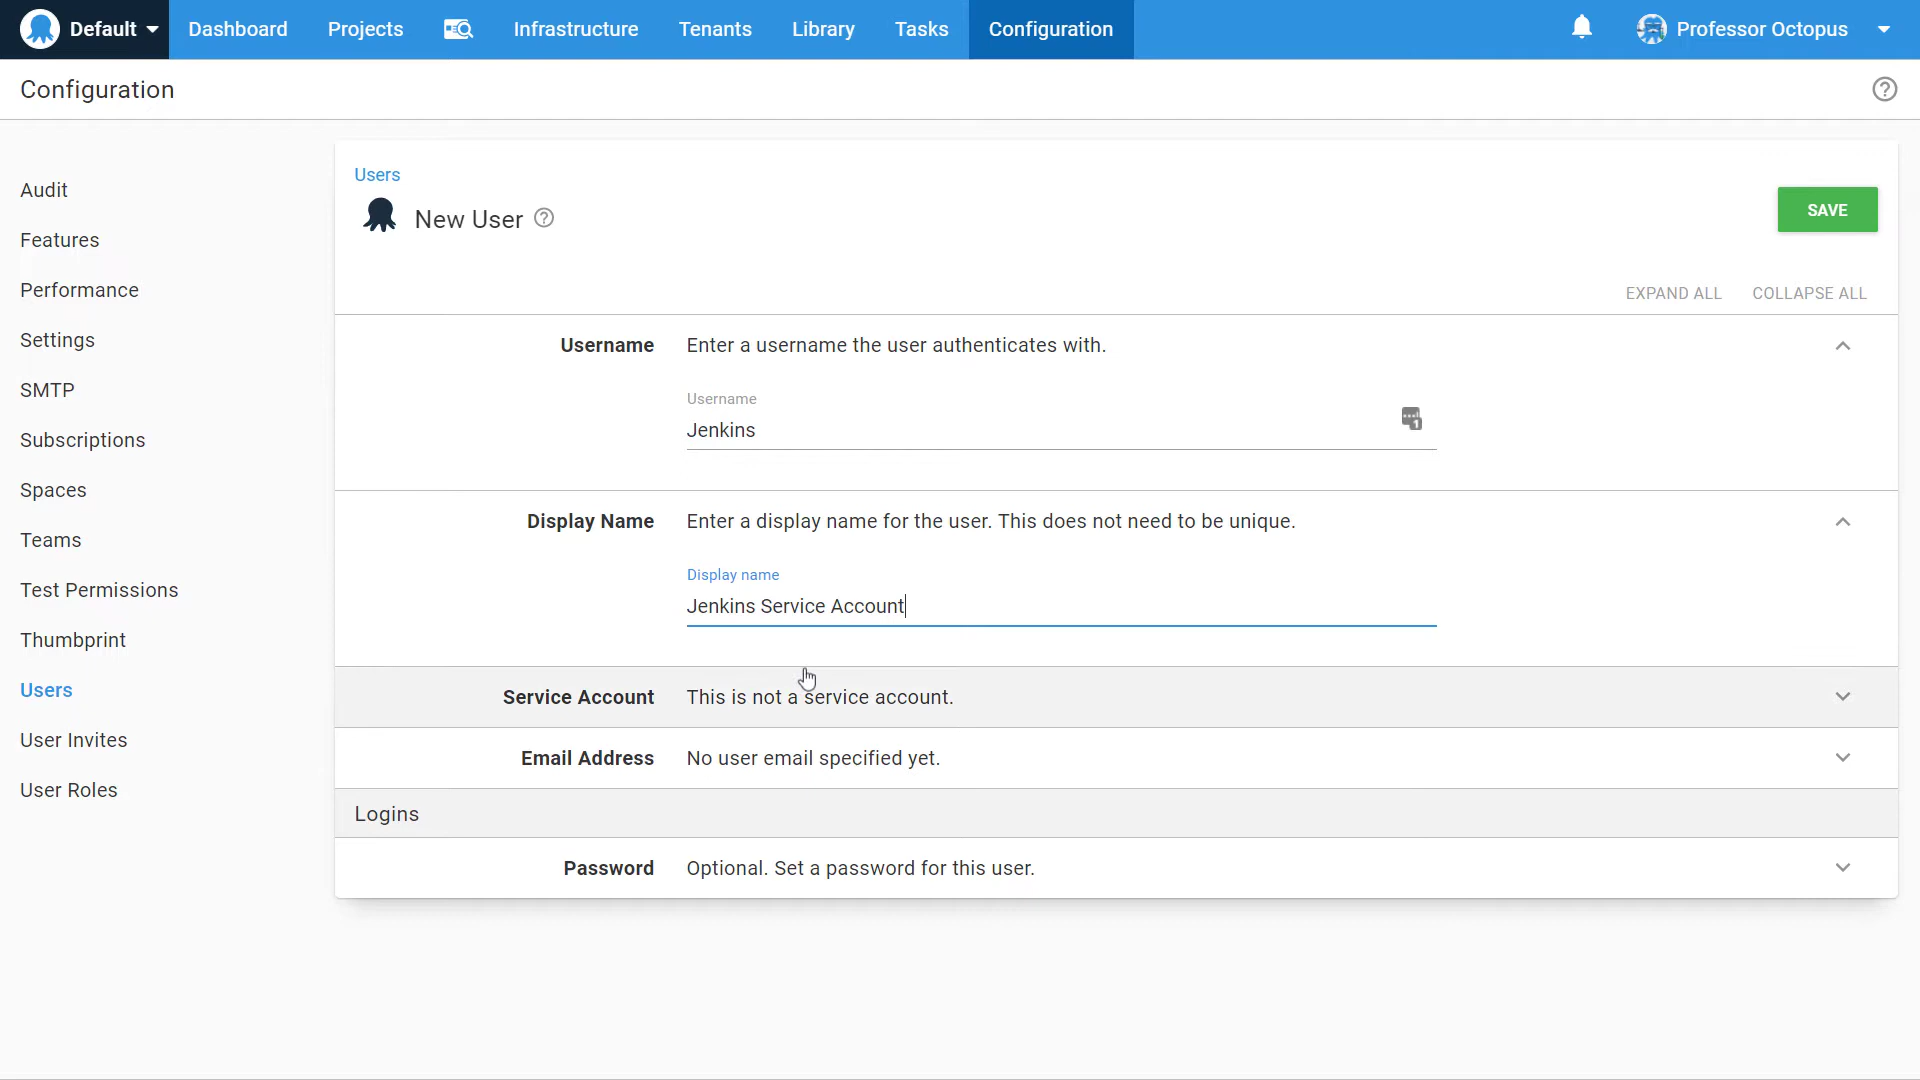 Default
Dashboard
Projects
Infrastructure
Tenants
Library
Tasks
Configuration
Professor Octopus
Configuration
Audit
Features
Performance
Settings
SMTP
Subscriptions
Spaces
Teams
Test Permissions
Thumbprint
Users
User Invites
User Roles
Users
New User
SAVE
EXPAND ALL
COLLAPSE ALL
Username
Enter a username the user authenticates with.
Username
Jenkins
1
Display Name
Enter a display name for the user. This does not need to be unique.
Display name
Jenkins Service Account
Service Account
This is not a service account.
Email Address
No user email specified yet.
Logins
Password
Optional. Set a password for this user.